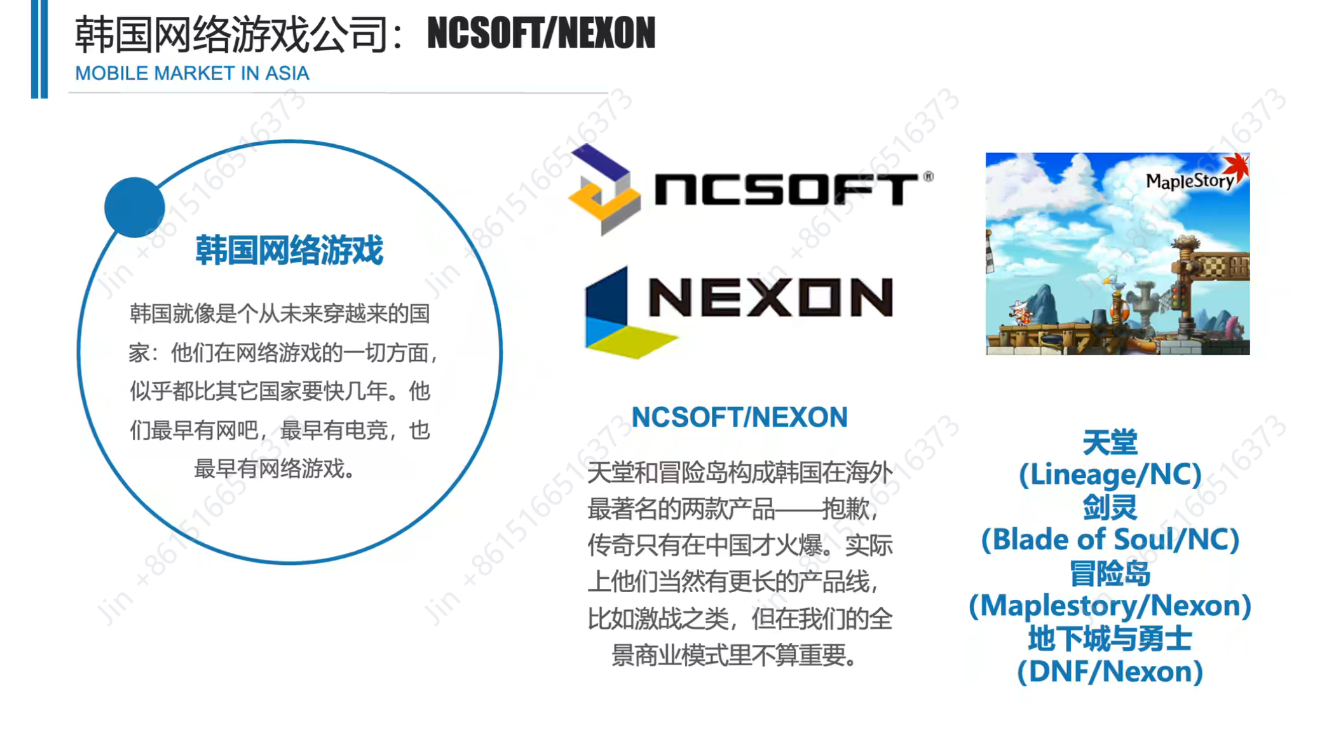 韩国网络游戏公司：NCSOFT/NEXON
MOBILE MARKET IN ASIA
韩国网络游戏
韩国就像是个从未来穿越来的国
家：他们在网络游戏的一切方面，
似乎都比其它国家要快几年。他
们最早有网吧，最早有电竞，也
最早有网络游戏。
NCSOFT®
NEXON
NCSOFT/NEXON
天堂和冒险岛构成韩国在海外
最著名的两款产品——抱歉，
传奇只有在中国才火爆。实际
上他们当然有更长的产品线，
比如激战之类，但在我们的全
景商业模式里不算重要。
MapleStory
天堂
(Lineage/NC)
剑灵
(Blade of Soul/NC)
冒险岛
(Maplestory/Nexon)
地下城与勇士
(DNF/Nexon)
Jin +8615166516373
Jin +8615166516373
Jin +8615166516373
Jin +8615166516373
Jin +8615166516373
Jin +8615166516373
Jin +8615166516373
Jin +8615166516373